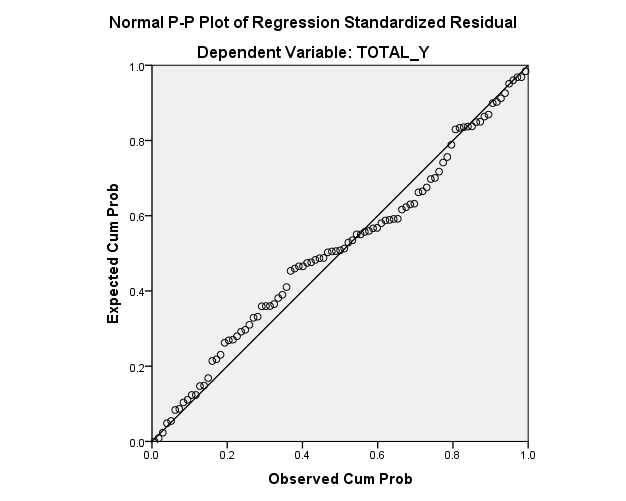 Normal P-P Plot of Regression Standardized Residual
Dependent Variable: TOTAL_Y
1.0
0.8
0.6
0.4
0.2
0.0
Expected Cum Prob
0.0 0.2 0.4 0.6 0.8 1.0
Observed Cum Prob